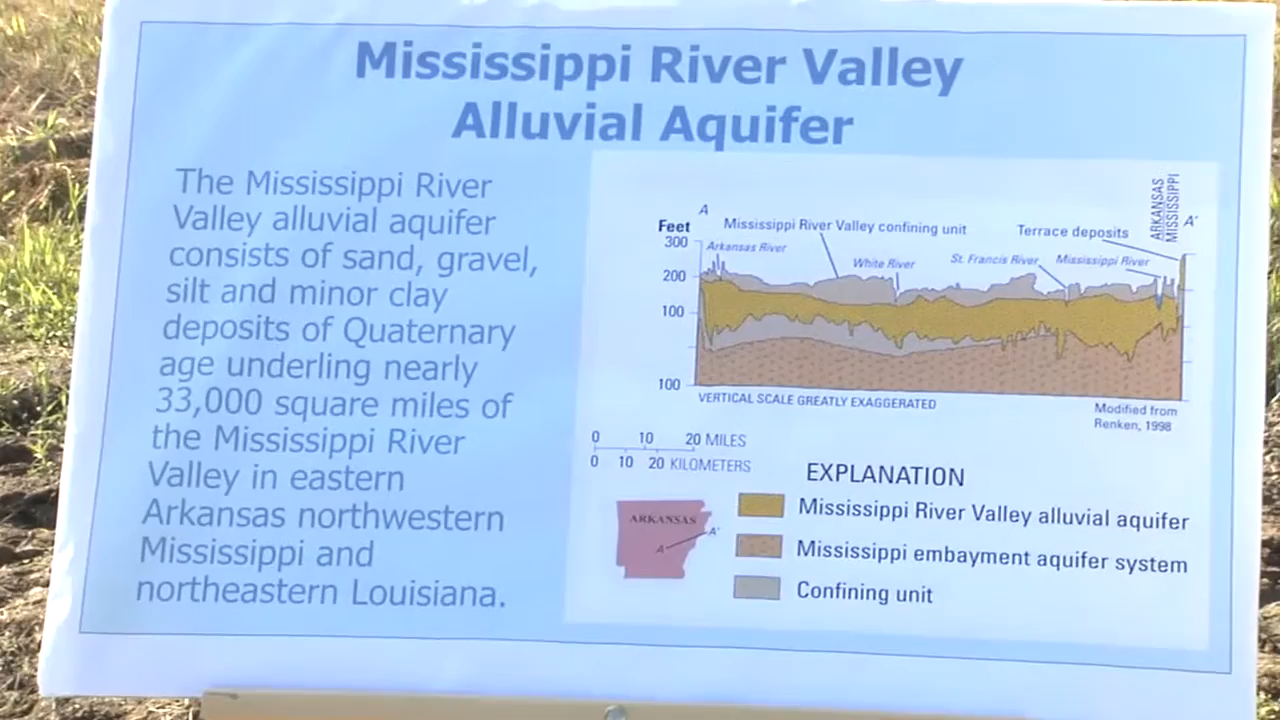 Mississippi River Valley
Alluvial Aquifer
The Mississippi River
Valley alluvial aquifer
consists of sand, gravel,
silt and minor clay
deposits of Quaternary
age underling nearly
33,000 square miles of
the Mississippi River
Valley in eastern
Arkansas northwestern
Mississippi and
northeastern Louisiana.
A
Feet
Mississippi River Valley confining unit
Terrace deposits
ARKANSAS
MISSISSIPPI
A'
300
Arkansas River
White River
St. Francis River
Mississippi River
200
100
100
VERTICAL SCALE GREATLY EXAGGERATED
Modified from
Renken, 1998
0 10 20 MILES
0 10 20 KILOMETERS
EXPLANATION
ARKANSAS
A
A'
Mississippi River Valley alluvial aquifer
Mississippi embayment aquifer system
Confining unit